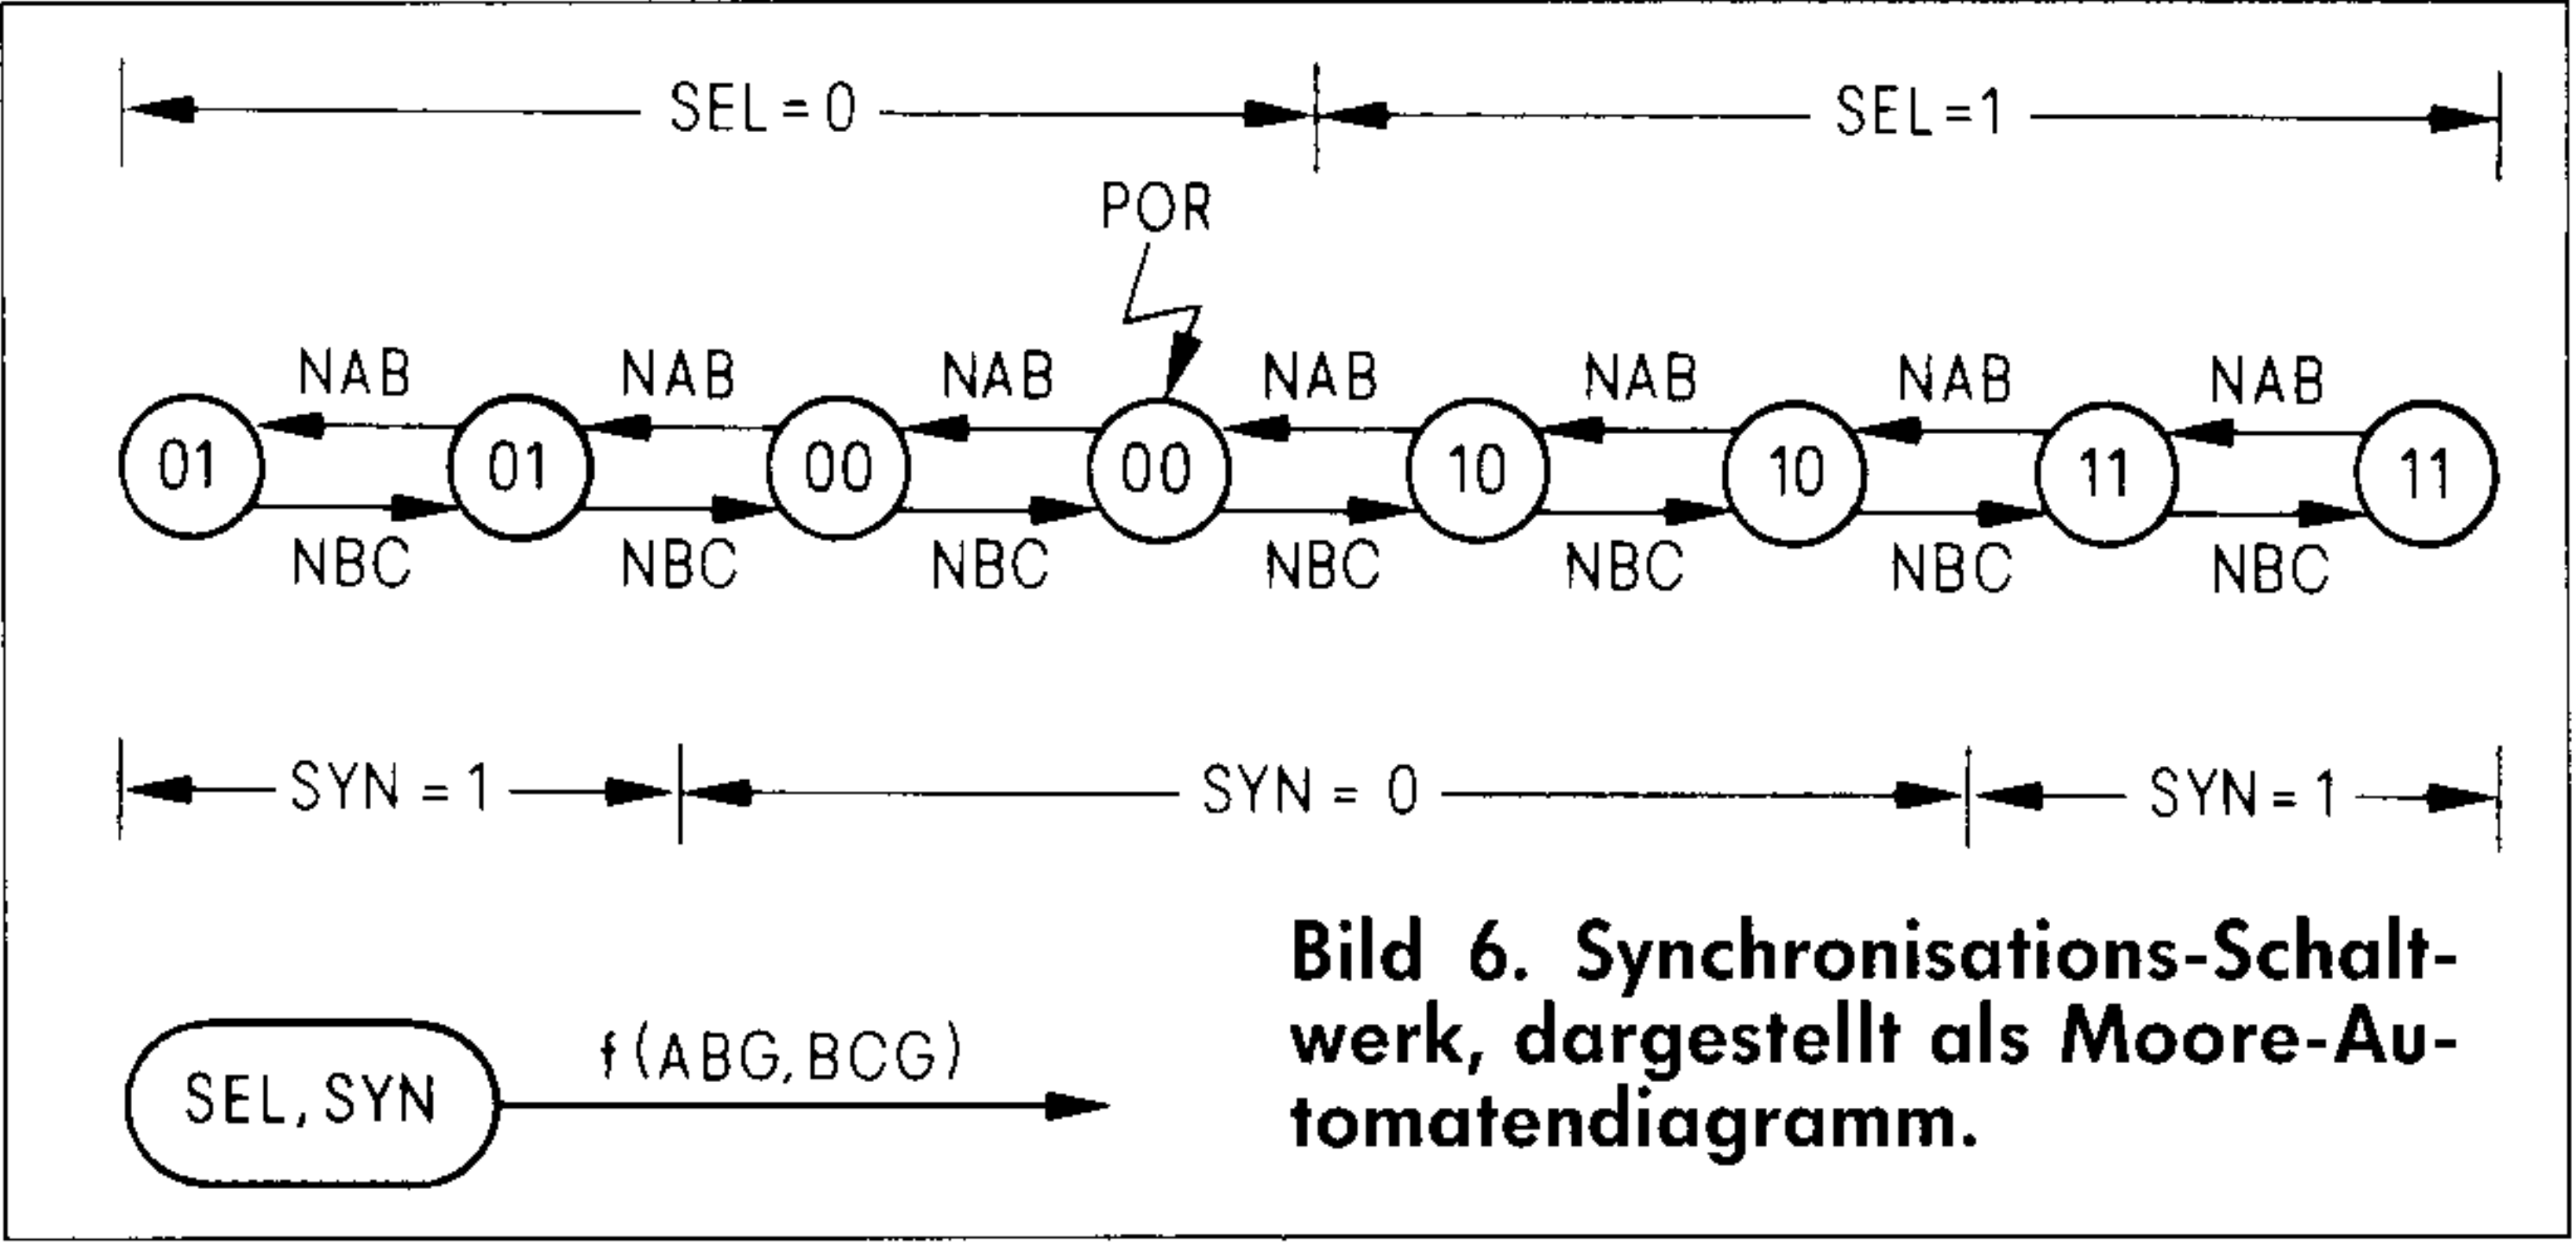 SEL = 0 SEL=1
POR
NAB NAB NAB NAB NAB NAB NAB
01 01 00 00 10 10 11 11
NBC NBC NBC NBC NBC NBC NBC
SYN = 1 SYN = 0 SYN = 1
SEL, SYN f (ABG, BCG)
Bild 6. Synchronisations-Schalt-
werk, dargestellt als Moore-Au-
tomatendiagramm.